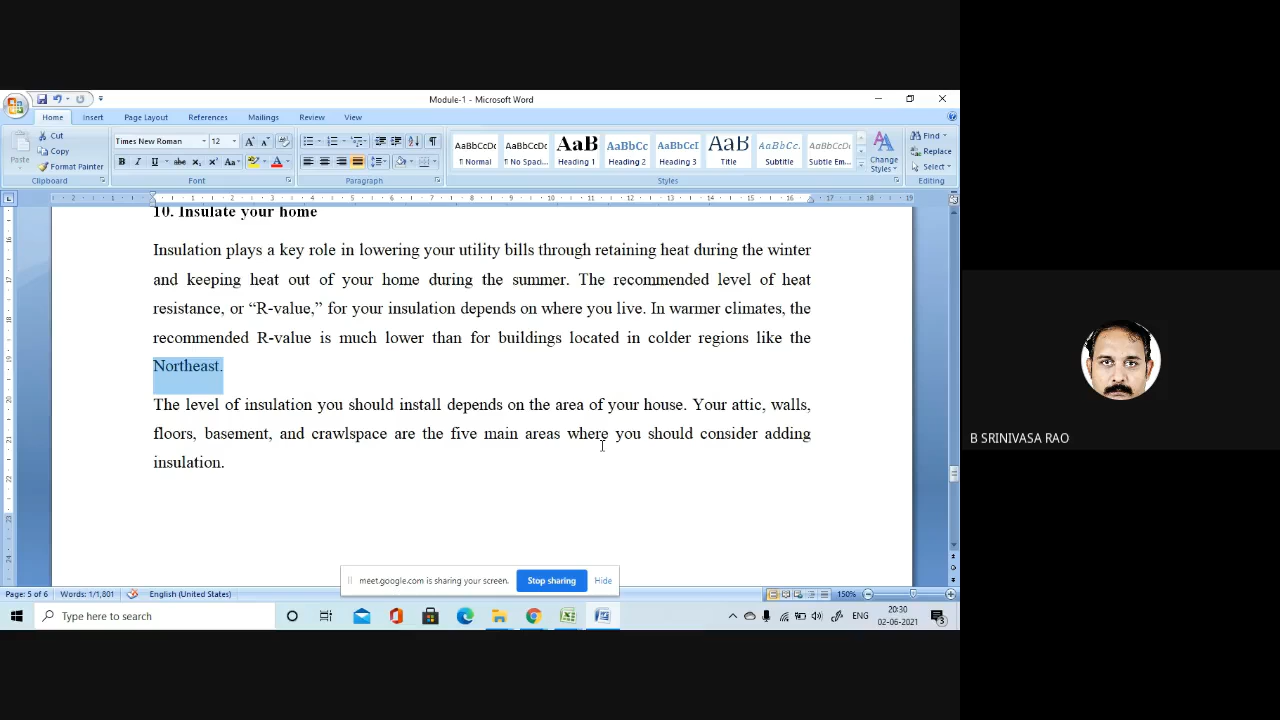 Module-1 - Microsoft Word
Home Insert Page Layout References Mailings Review View
Paste
Cut
Copy
Format Painter
Clipboard
Times New Roman 12
Font
Paragraph
AaBbCcDc AaBbCcDc AaB AaBbCc AaBbCcI AaB AaBbCc. AaBbCcDc
¶ Normal ¶ No Spaci... Heading 1 Heading 2 Heading 3 Title Subtitle Subtle Em...
Change Styles
Styles
Find
Replace
Select
Editing
10. Insulate your home
Insulation plays a key role in lowering your utility bills through retaining heat during the winter
and keeping heat out of your home during the summer. The recommended level of heat
resistance, or “R-value,” for your insulation depends on where you live. In warmer climates, the
recommended R-value is much lower than for buildings located in colder regions like the
Northeast.
The level of insulation you should install depends on the area of your house. Your attic, walls,
floors, basement, and crawlspace are the five main areas where you should consider adding
insulation.
meet.google.com is sharing your screen. Stop sharing Hide
Page: 5 of 6 Words: 1/1,801 English (United States) 150%
Type here to search
ENG
20:30
02-06-2021
3
B SRINIVASA RAO